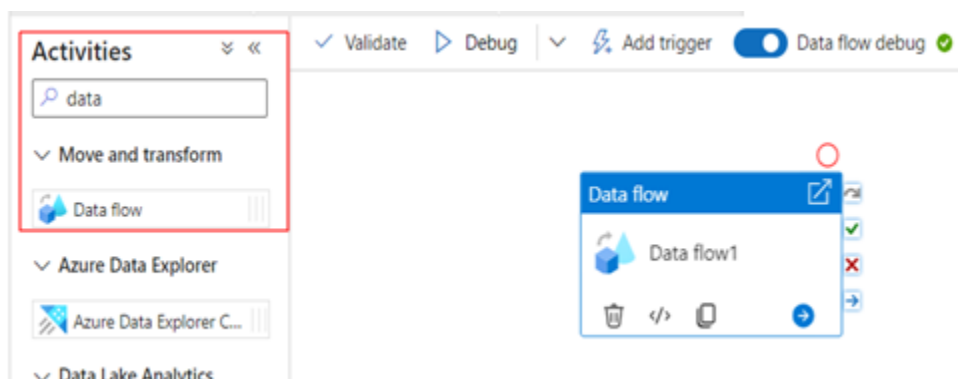 Activities
data
Move and transform
Data flow
Azure Data Explorer
Azure Data Explorer C...
Data Lake Analytics
Validate Debug Add trigger Data flow debug
Data flow
Data flow1